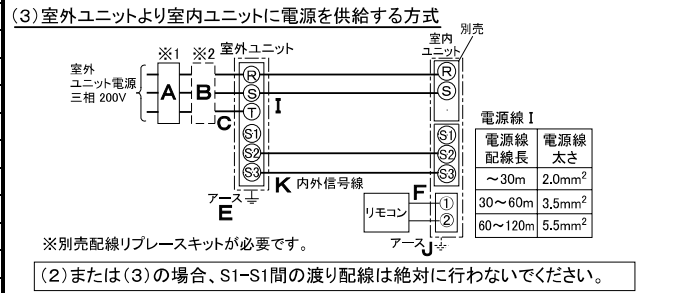 (3)室外ユニットより室内ユニットに電源を供給する方式
別売
※1 ※2 室外ユニット
室内
ユニット
室外
ユニット電源
三相 200V
A B C
R
S
T
S1
S2
S3
I
R
S
S1
S2
S3
K 内外信号線
アース
E
リモコン
F
①
②
アース
J
電源線 I
電源線
配線長
電源線
太さ
～30m 2.0mm²
30～60m 3.5mm²
60～120m 5.5mm²
※別売配線リプレースキットが必要です。
(2)または(3)の場合、S1-S1間の渡り配線は絶対に行わないでください。